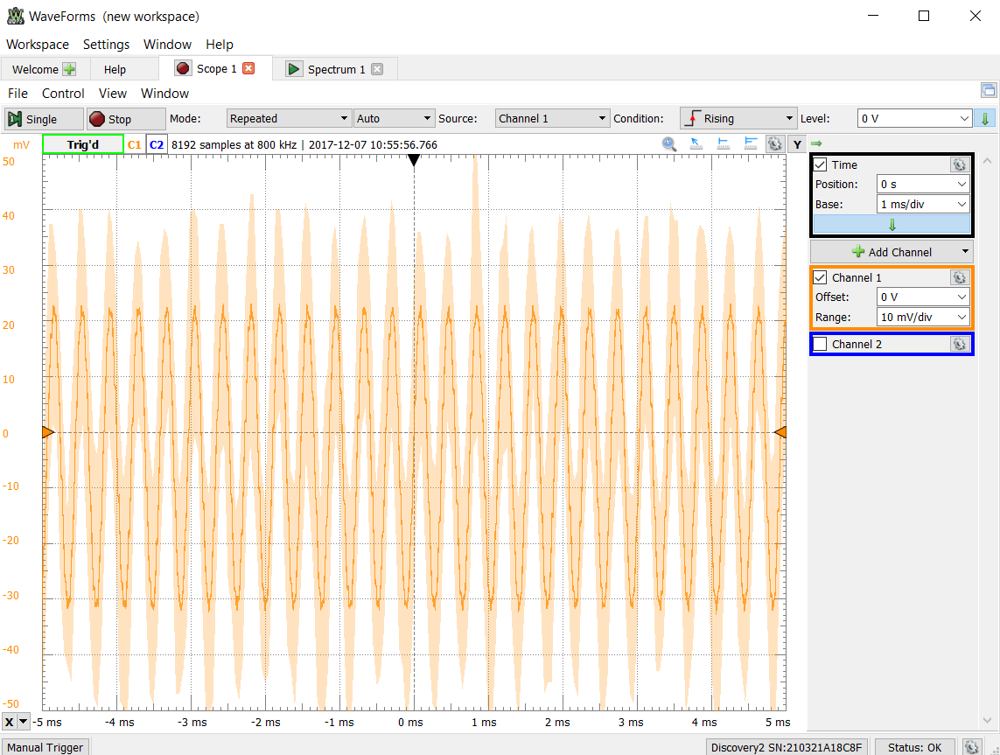 WaveForms (new workspace)
Workspace Settings Window Help
Welcome Help Scope 1 Spectrum 1
File Control View Window
Single Stop Mode: Repeated Auto Source: Channel 1 Condition: Rising Level: 0 V
mV Trig'd C1 C2 8192 samples at 800 kHz | 2017-12-07 10:55:56.766 Y
50
40
30
20
10
0
-10
-20
-30
-40
-50
X -5 ms -4 ms -3 ms -2 ms -1 ms 0 ms 1 ms 2 ms 3 ms 4 ms 5 ms
Time
Position: 0 s
Base: 1 ms/div
Add Channel
Channel 1
Offset: 0 V
Range: 10 mV/div
Channel 2
Manual Trigger Discovery2 SN:210321A18C8F Status: OK